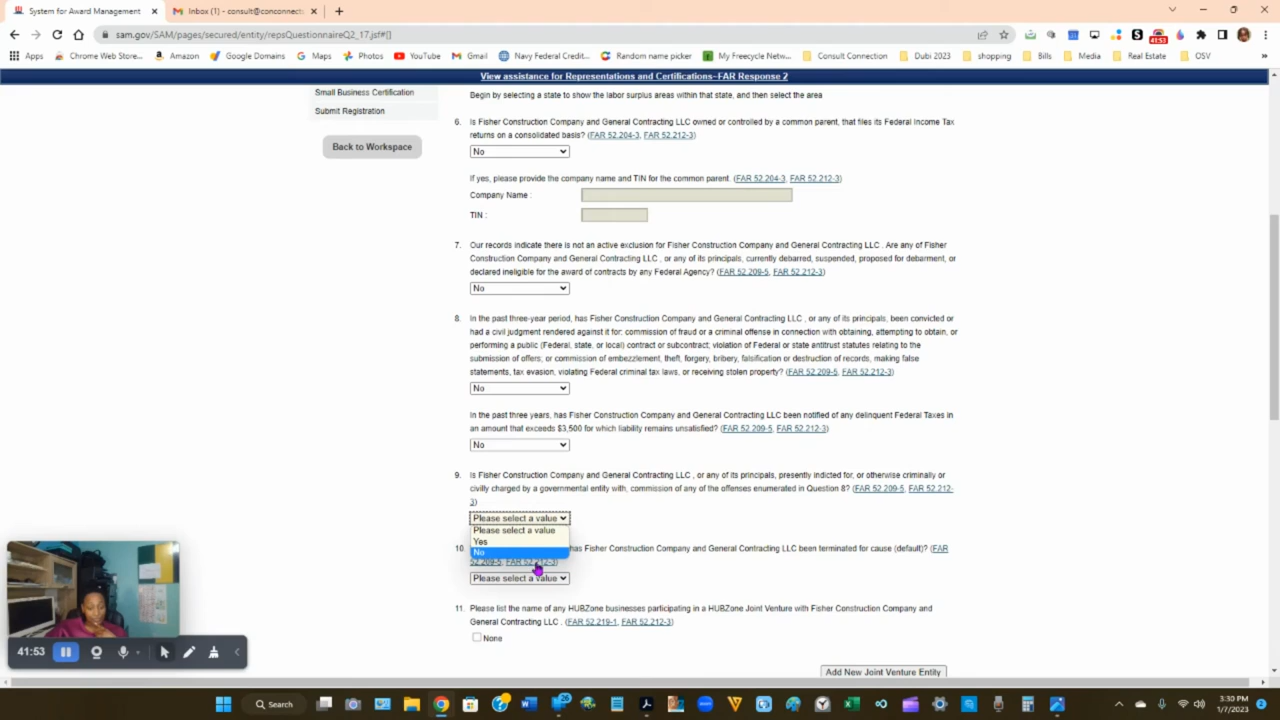 System for Award Management
Inbox (1) - consult@conconnects
sam.gov/SAM/pages/secured/entity/repsQuestionnaireQ2_17.jsf#[]
41:53
Apps
Chrome Web Store...
Amazon
Google Domains
Maps
Photos
YouTube
Gmail
Navy Federal Credit...
Random name picker
My Freecycle Netw...
Consult Connection
Dubi 2023
shopping
Bills
Media
Real Estate
OSV
View assistance for Representations and Certifications–FAR Response 2
Small Business Certification
Submit Registration
Back to Workspace
Begin by selecting a state to show the labor surplus areas within that state, and then select the area
6. Is Fisher Construction Company and General Contracting LLC owned or controlled by a common parent, that files its Federal Income Tax
returns on a consolidated basis? (FAR 52.204-3, FAR 52.212-3)
No
If yes, please provide the company name and TIN for the common parent. (FAR 52.204-3, FAR 52.212-3)
Company Name :
TIN :
7. Our records indicate there is not an active exclusion for Fisher Construction Company and General Contracting LLC . Are any of Fisher
Construction Company and General Contracting LLC , or any of its principals, currently debarred, suspended, proposed for debarment, or
declared ineligible for the award of contracts by any Federal Agency? (FAR 52.209-5, FAR 52.212-3)
No
8. In the past three-year period, has Fisher Construction Company and General Contracting LLC , or any of its principals, been convicted or
had a civil judgment rendered against it for: commission of fraud or a criminal offense in connection with obtaining, attempting to obtain, or
performing a public (Federal, state, or local) contract or subcontract; violation of Federal or state antitrust statutes relating to the
submission of offers; or commission of embezzlement, theft, forgery, bribery, falsification or destruction of records, making false
statements, tax evasion, violating Federal criminal tax laws, or receiving stolen property? (FAR 52.209-5, FAR 52.212-3)
No
In the past three years, has Fisher Construction Company and General Contracting LLC been notified of any delinquent Federal Taxes in
an amount that exceeds $3,500 for which liability remains unsatisfied? (FAR 52.209-5, FAR 52.212-3)
No
9. Is Fisher Construction Company and General Contracting LLC , or any of its principals, presently indicted for, or otherwise criminally or
civilly charged by a governmental entity with, commission of any of the offenses enumerated in Question 8? (FAR 52.209-5, FAR 52.212-
3)
Please select a value
Please select a value
Yes
No
10. has Fisher Construction Company and General Contracting LLC been terminated for cause (default)? (FAR
52.209-5, FAR 52.212-3)
Please select a value
11. Please list the name of any HUBZone businesses participating in a HUBZone Joint Venture with Fisher Construction Company and
General Contracting LLC . (FAR 52.219-1, FAR 52.212-3)
None
Add New Joint Venture Entity
41:53
Search
26
3:30 PM
1/7/2023
2